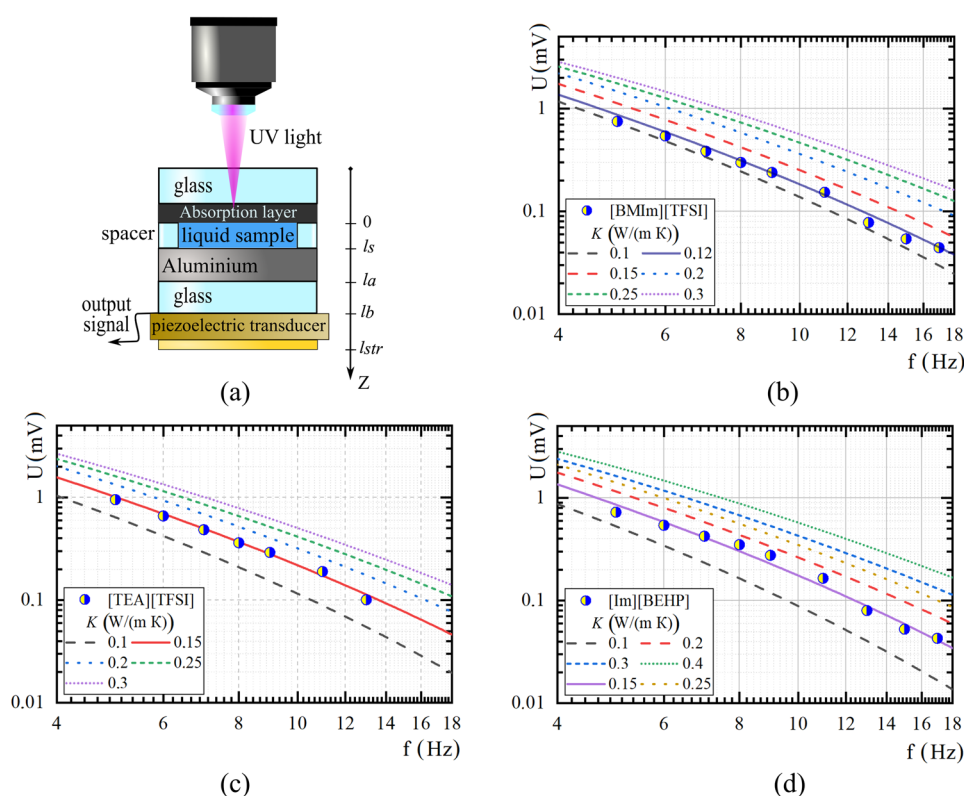 UV light
glass
Absorption layer
0
spacer
liquid sample
ls
Aluminium
la
output
signal
glass
lb
piezoelectric transducer
lstr
Z
(a)
U (mV)
1
0.1
0.01
[BMIm][TFSI]
K (W/(m K))
0.1 0.12
0.15 0.2
0.25 0.3
4 6 8 10 12 14 16 18
f (Hz)
(b)
U (mV)
1
0.1
0.01
[TEA][TFSI]
K (W/(m K))
0.1 0.15
0.2 0.25
0.3
4 6 8 10 12 14 16 18
f (Hz)
(c)
U (mV)
1
0.1
0.01
[Im][BEHP]
K (W/(m K))
0.1 0.2
0.3 0.4
0.15 0.25
4 6 8 10 12 14 16 18
f (Hz)
(d)